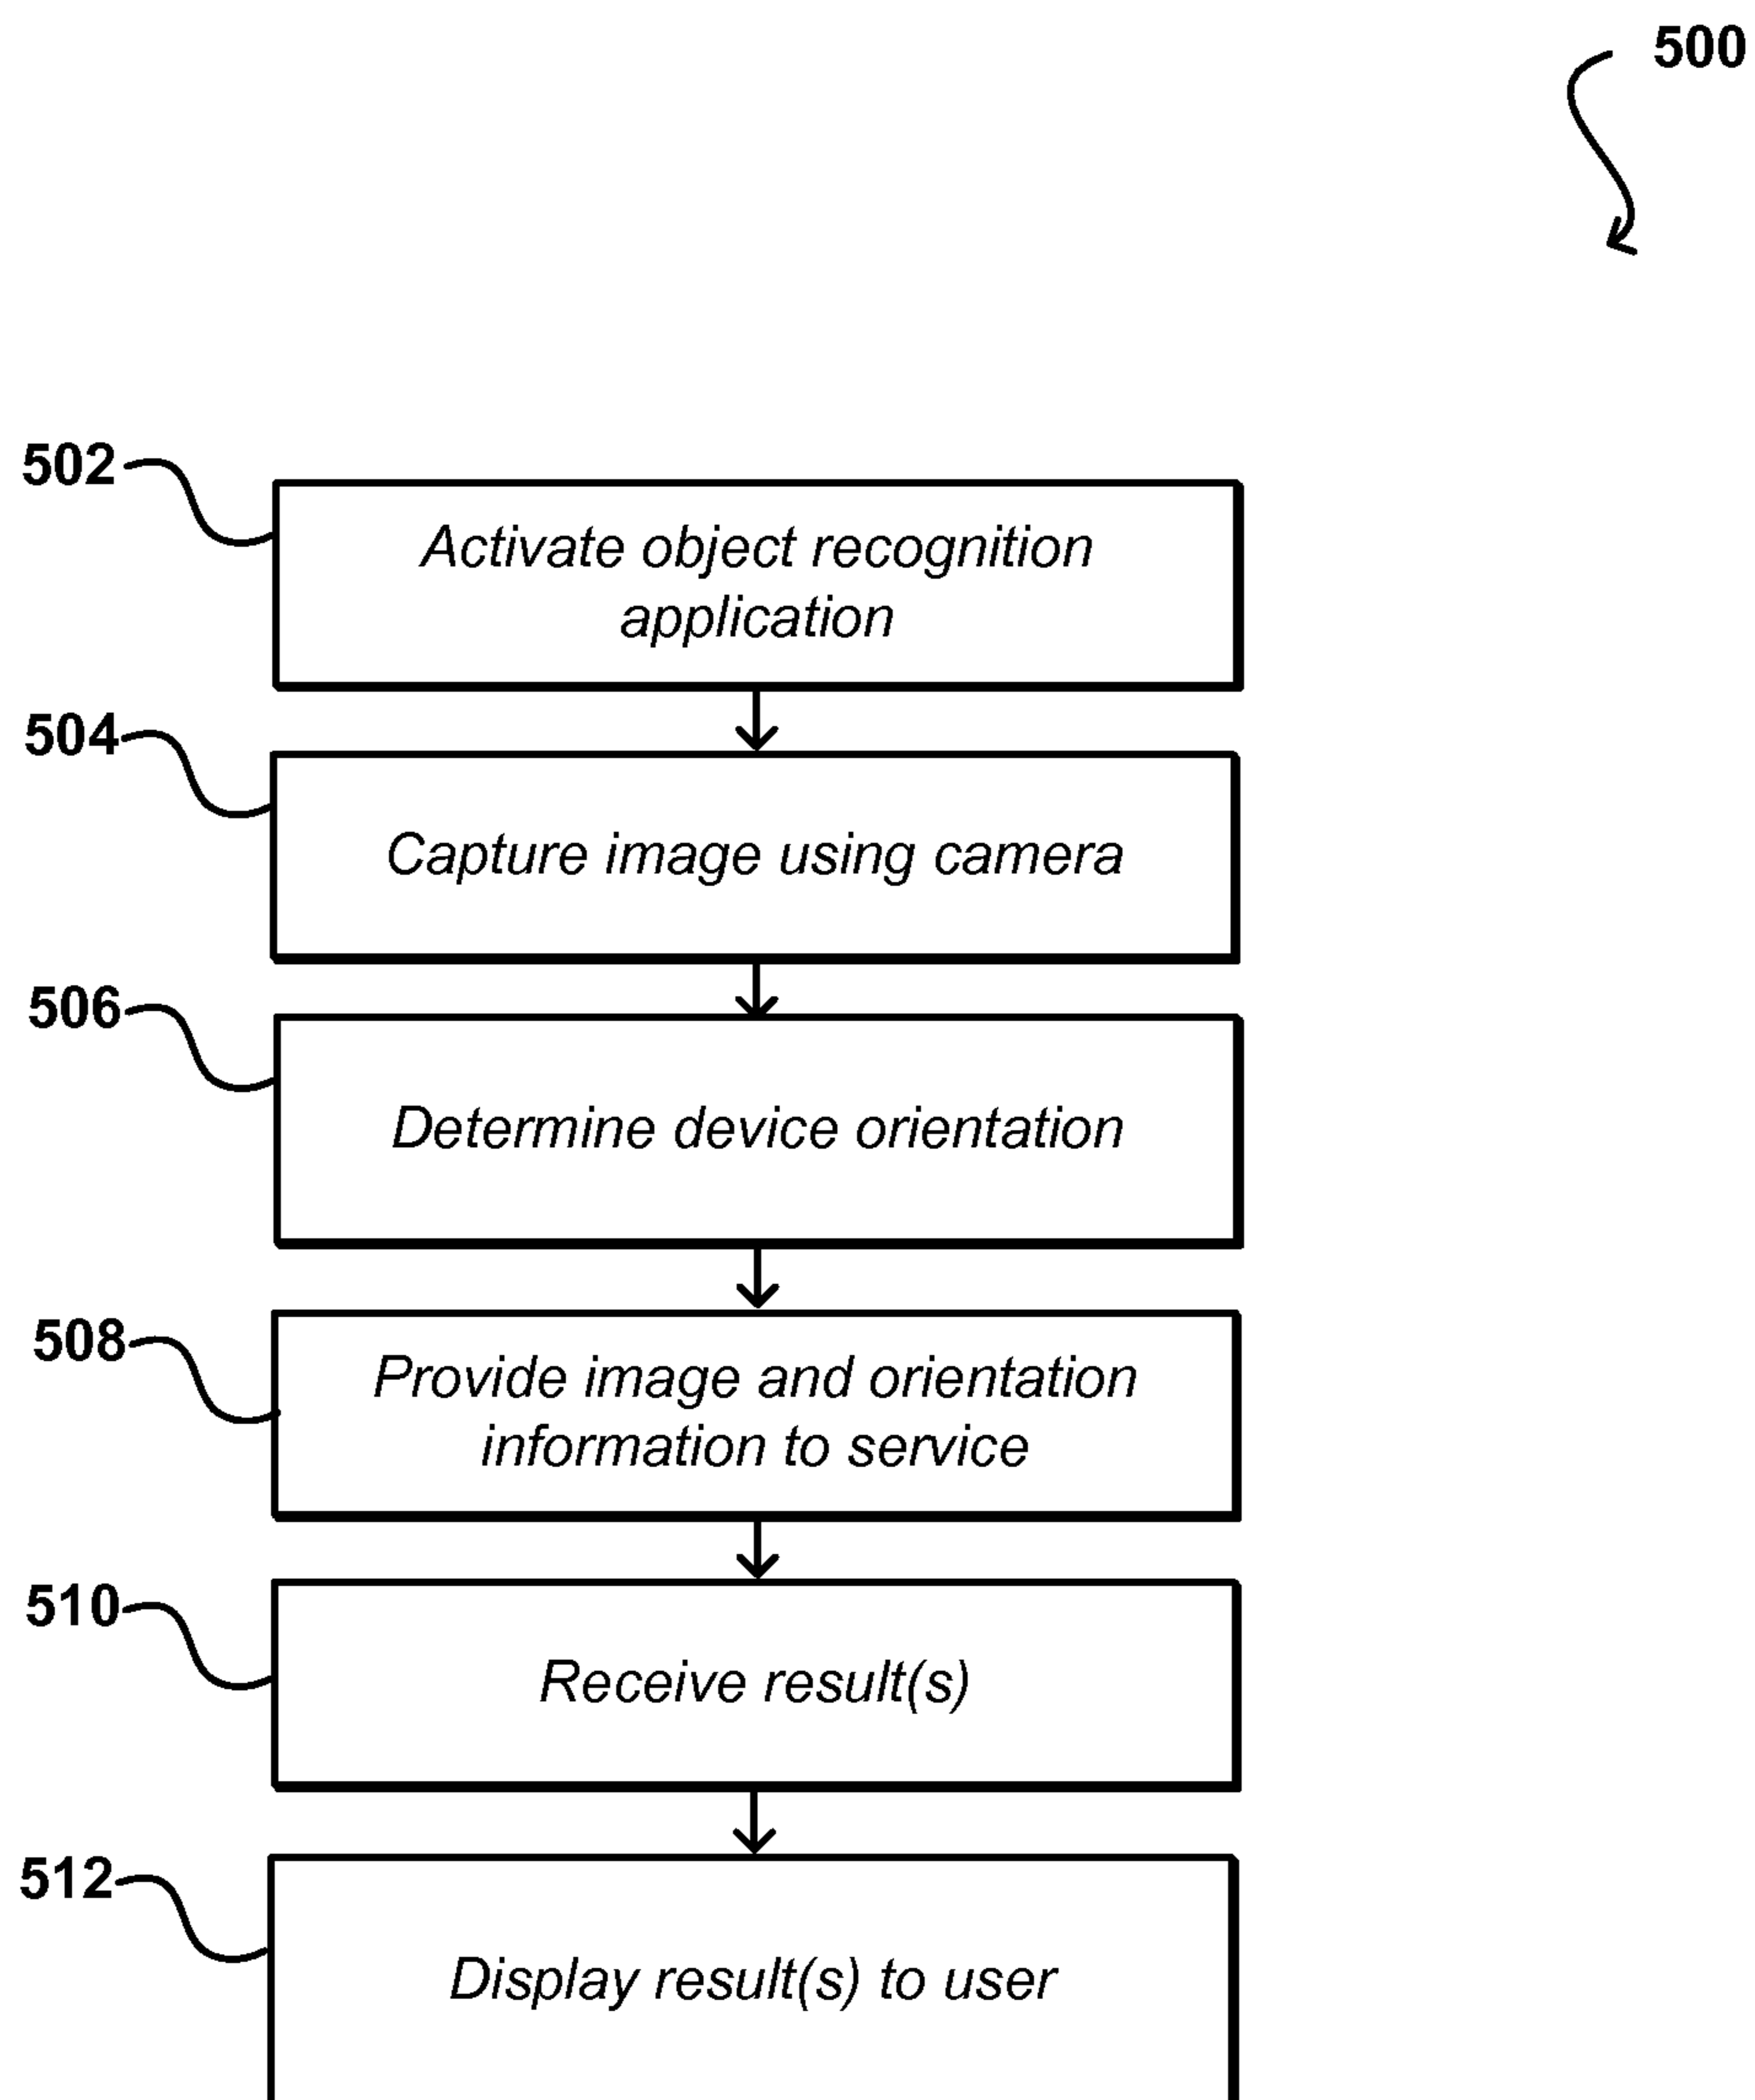 500
502
Activate object recognition
application
504
Capture image using camera
506
Determine device orientation
508
Provide image and orientation
information to service
510
Receive result(s)
512
Display result(s) to user